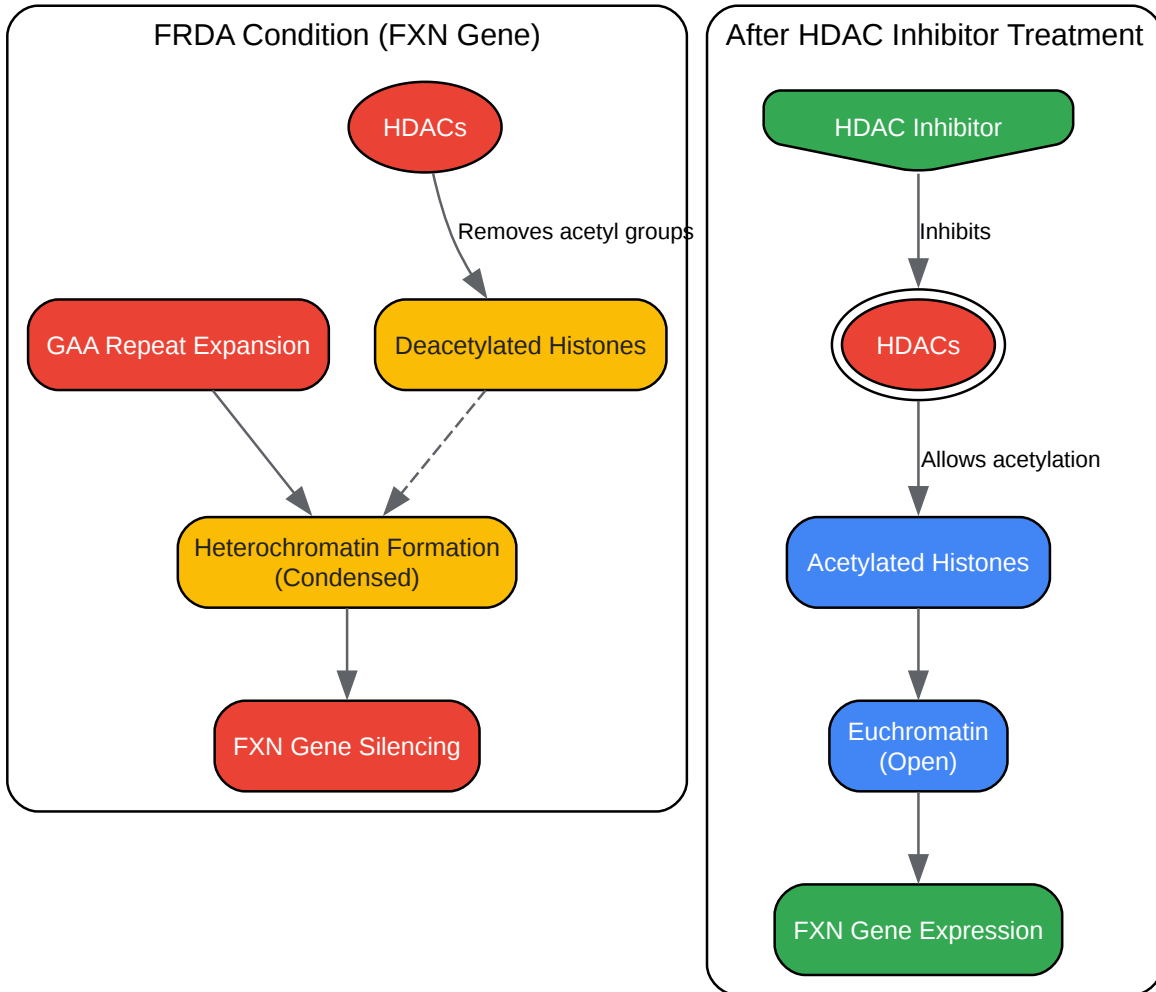 FRDA Condition (FXN Gene)
HDACs
Removes acetyl groups
GAA Repeat Expansion
Deacetylated Histones
Heterochromatin Formation
(Condensed)
FXN Gene Silencing
After HDAC Inhibitor Treatment
HDAC Inhibitor
Inhibits
HDACs
Allows acetylation
Acetylated Histones
Euchromatin
(Open)
FXN Gene Expression